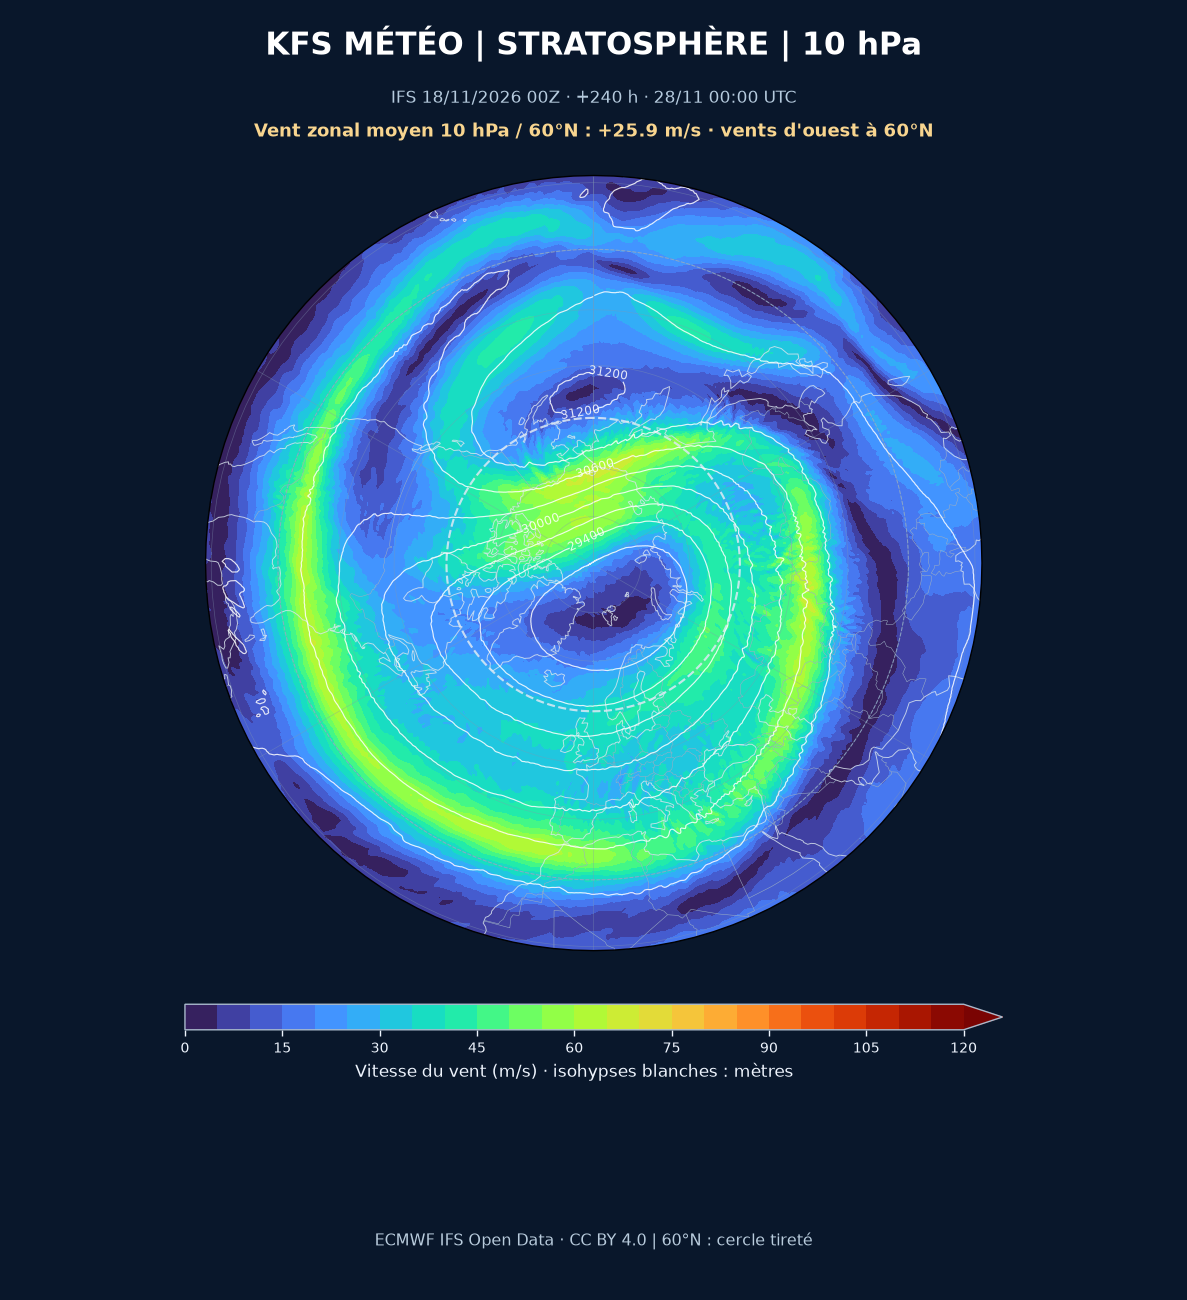 KFS MÉTÉO | STRATOSPHÈRE | 10 hPa
IFS 18/11/2026 00Z · +240 h · 28/11 00:00 UTC
Vent zonal moyen 10 hPa / 60°N : +25.9 m/s · vents d'ouest à 60°N
31200
31200
30600
30000
29400
0 15 30 45 60 75 90 105 120
Vitesse du vent (m/s) · isohypses blanches : mètres
ECMWF IFS Open Data · CC BY 4.0 | 60°N : cercle tireté